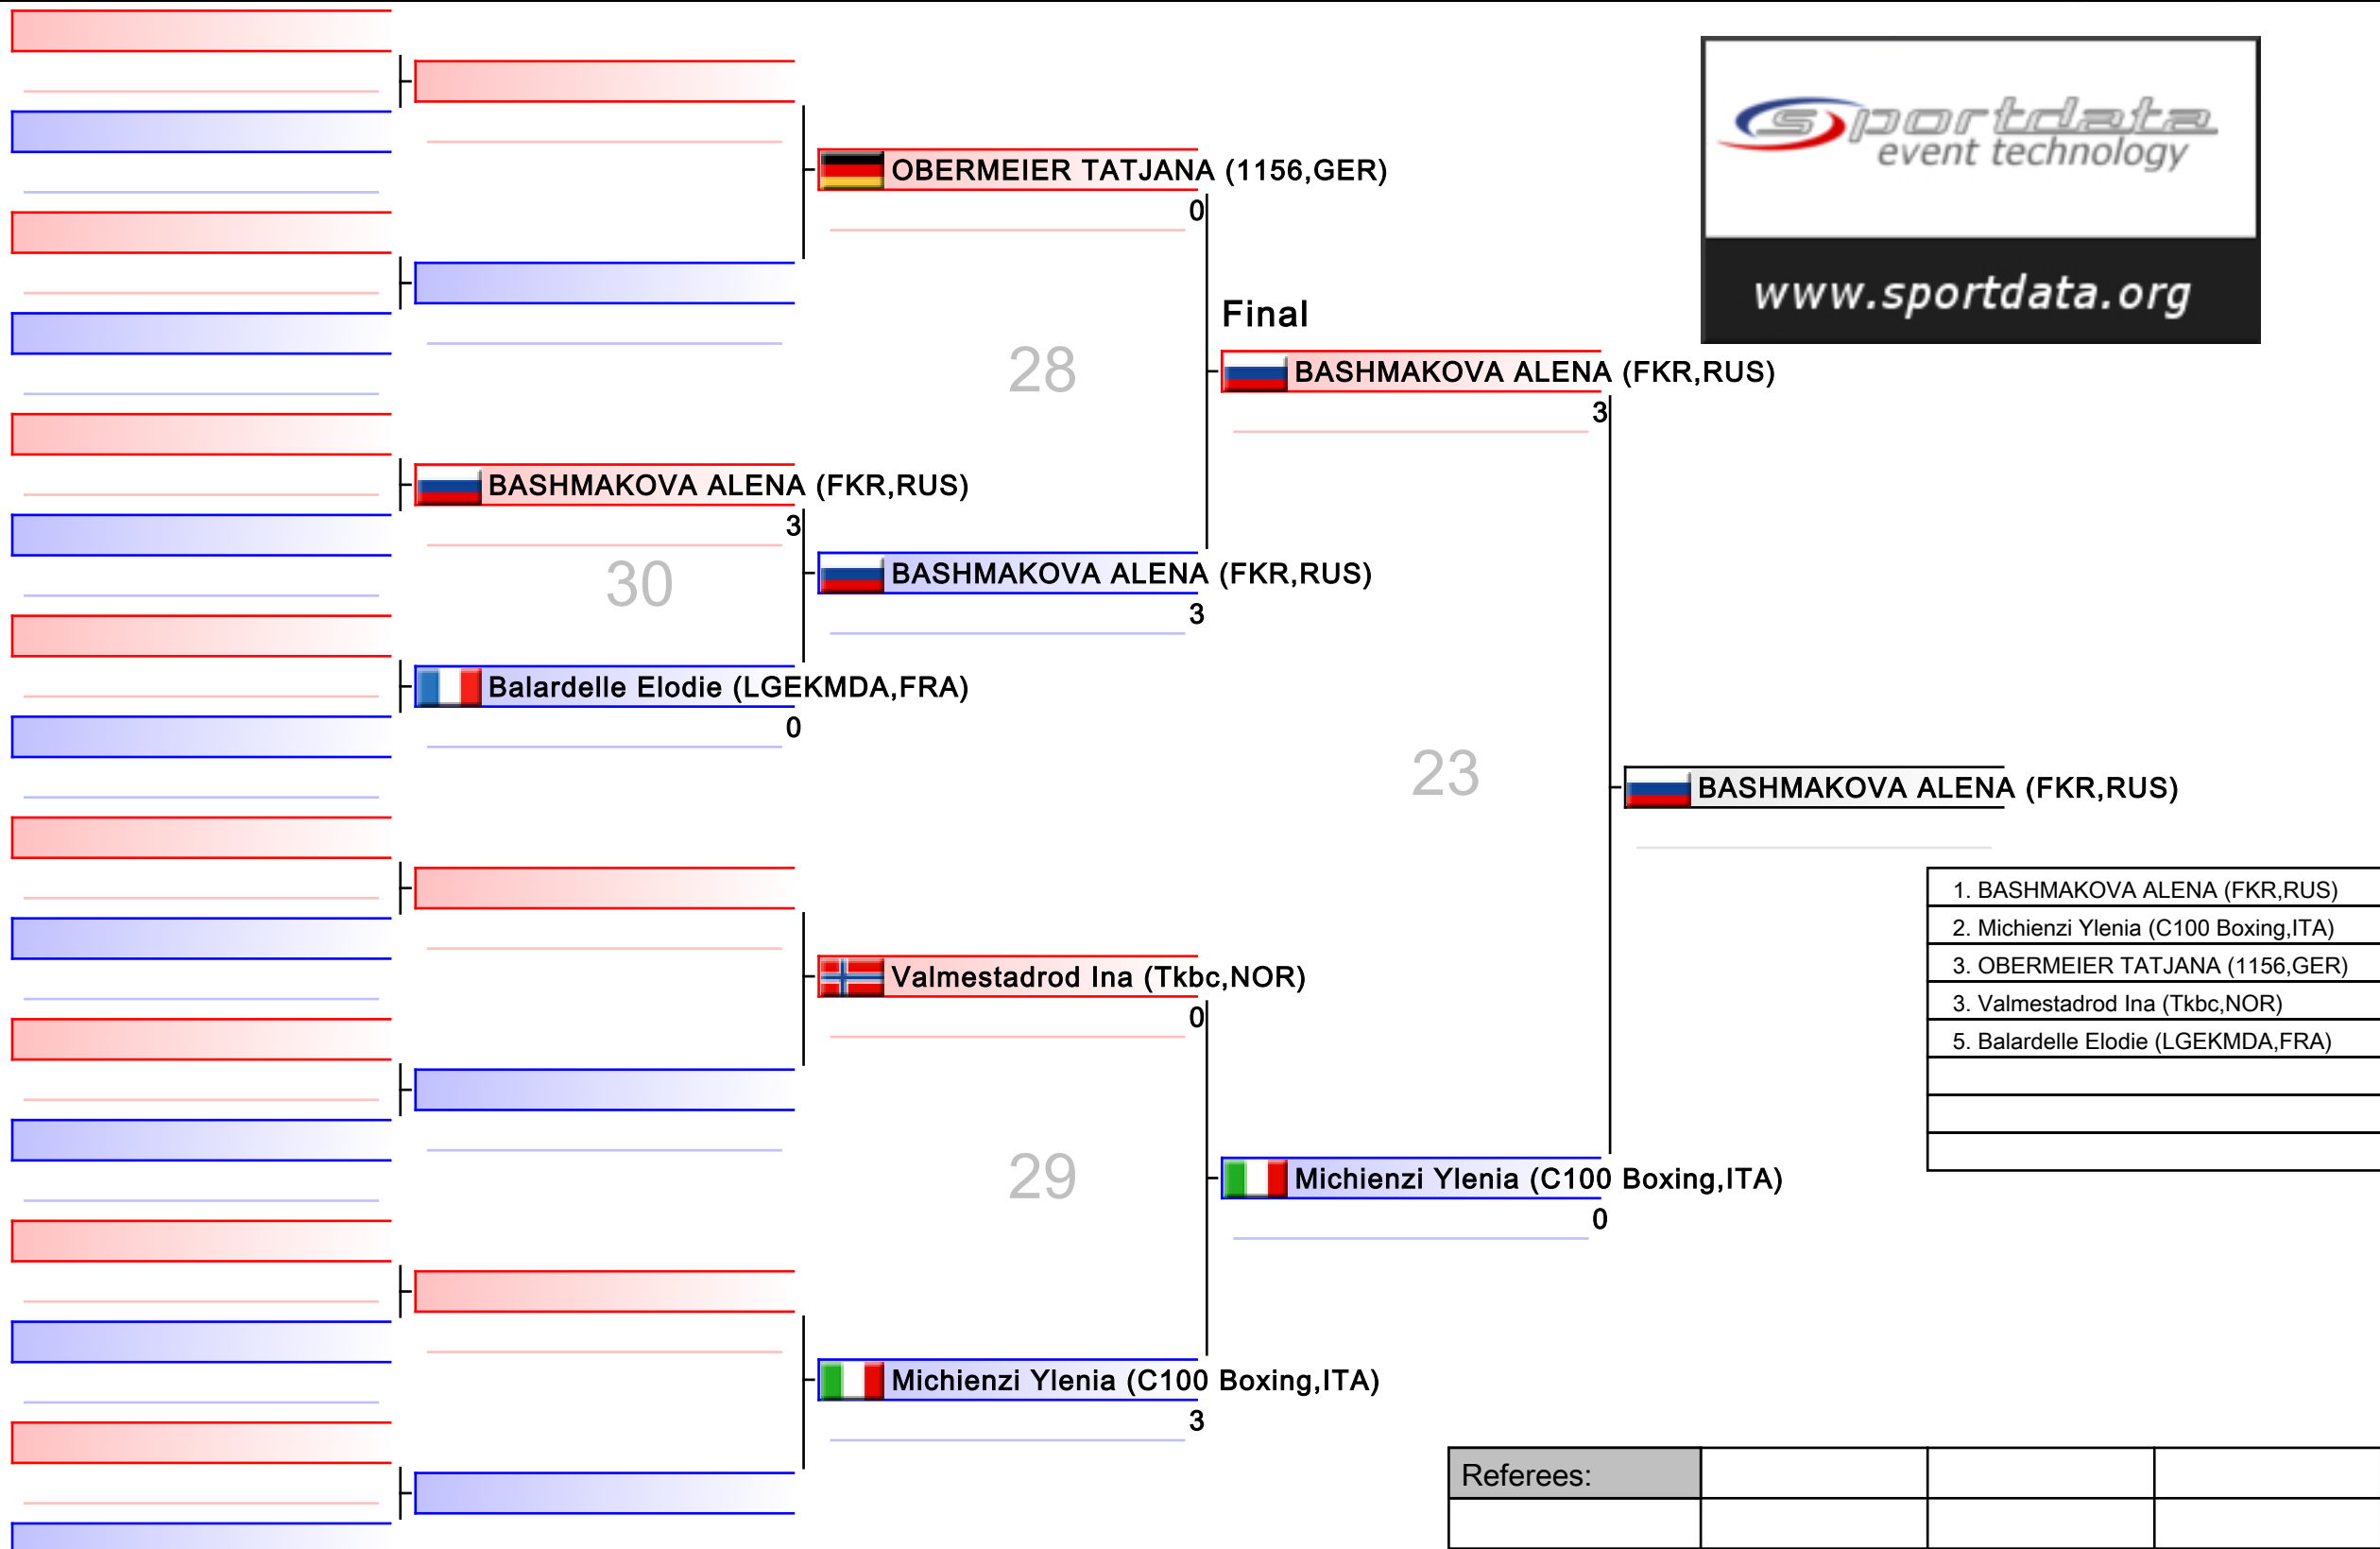 sportdata
event technology
www.sportdata.org
OBERMEIER TATJANA (1156,GER)
0
28
Final
BASHMAKOVA ALENA (FKR,RUS)
3
BASHMAKOVA ALENA (FKR,RUS)
3
30
BASHMAKOVA ALENA (FKR,RUS)
3
Balardelle Elodie (LGEKMDA,FRA)
0
23
BASHMAKOVA ALENA (FKR,RUS)
1. BASHMAKOVA ALENA (FKR,RUS)
2. Michienzi Ylenia (C100 Boxing,ITA)
3. OBERMEIER TATJANA (1156,GER)
3. Valmestadrod Ina (Tkbc,NOR)
5. Balardelle Elodie (LGEKMDA,FRA)
Valmestadrod Ina (Tkbc,NOR)
0
29
Michienzi Ylenia (C100 Boxing,ITA)
0
Michienzi Ylenia (C100 Boxing,ITA)
3
Referees: